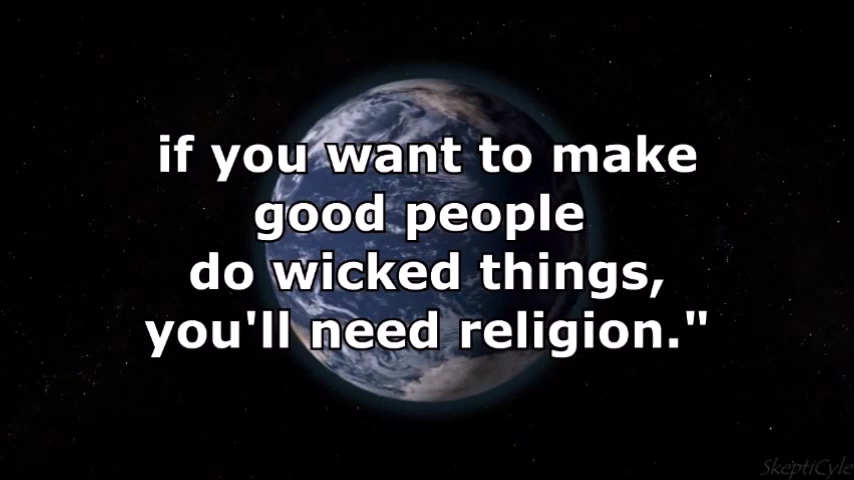 if you want to make
good people
do wicked things,
you'll need religion."
SkeptiCyle